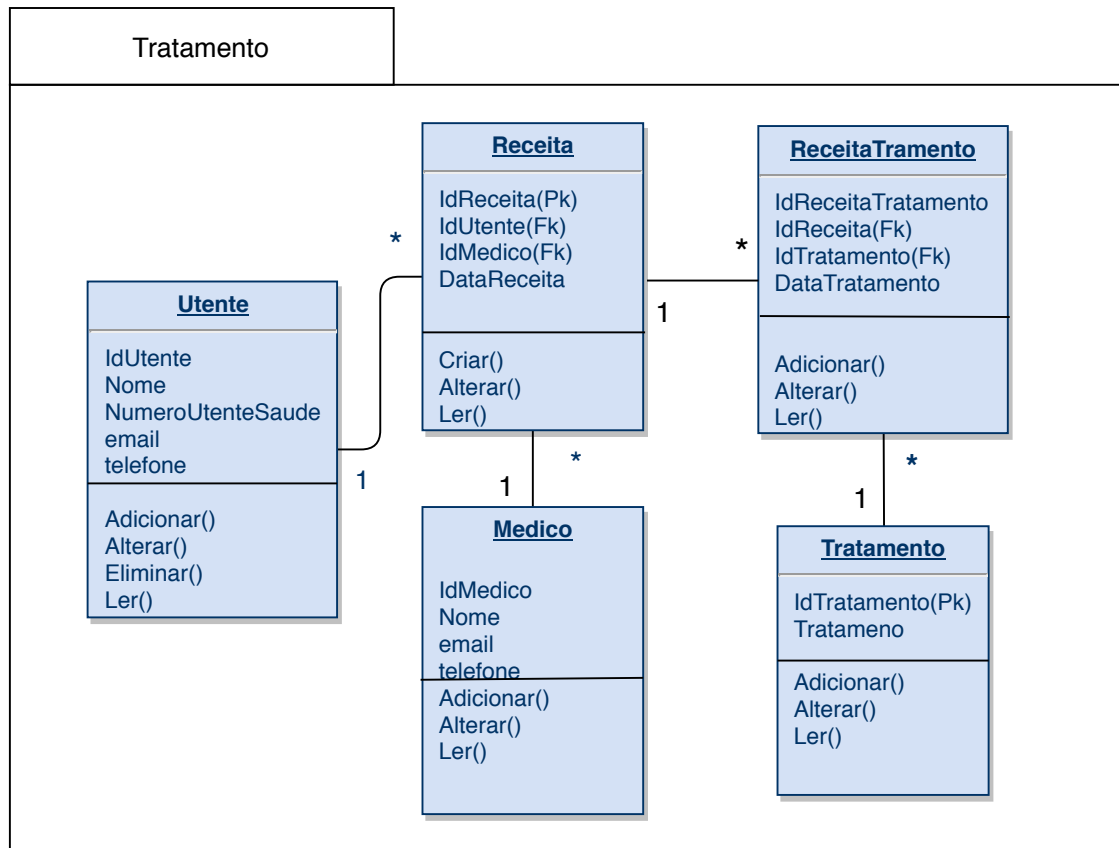 Tratamento
Utente
IdUtente
Nome
NumeroUtenteSaude
email
telefone
Adicionar()
Alterar()
Eliminar()
Ler()
1
*
Receita
IdReceita(Pk)
IdUtente(Fk)
IdMedico(Fk)
DataReceita
Criar()
Alterar()
Ler()
*
1
Medico
IdMedico
Nome
email
telefone
Adicionar()
Alterar()
Ler()
1
*
ReceitaTramento
IdReceitaTratamento
IdReceita(Fk)
IdTratamento(Fk)
DataTratamento
Adicionar()
Alterar()
Ler()
*
1
Tratamento
IdTratamento(Pk)
Tratameno
Adicionar()
Alterar()
Ler()